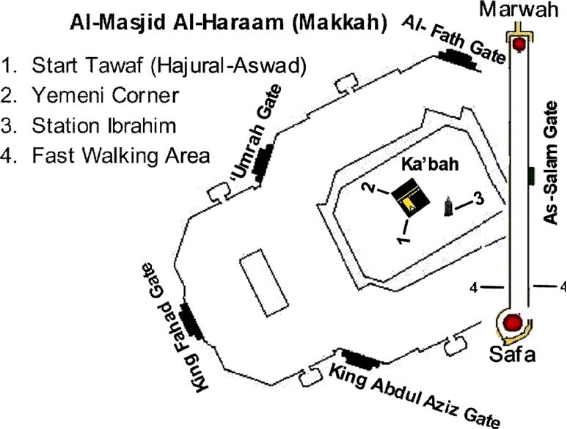 Al-Masjid Al-Haraam (Makkah)
Marwah
Al- Fath Gate
1. Start Tawaf (Hajural-Aswad)
2. Yemeni Corner
3. Station Ibrahim
4. Fast Walking Area
'Umrah Gate
As-Salam Gate
Ka'bah
2
3
1
4
4
King Fahad Gate
Safa
King Abdul Aziz Gate